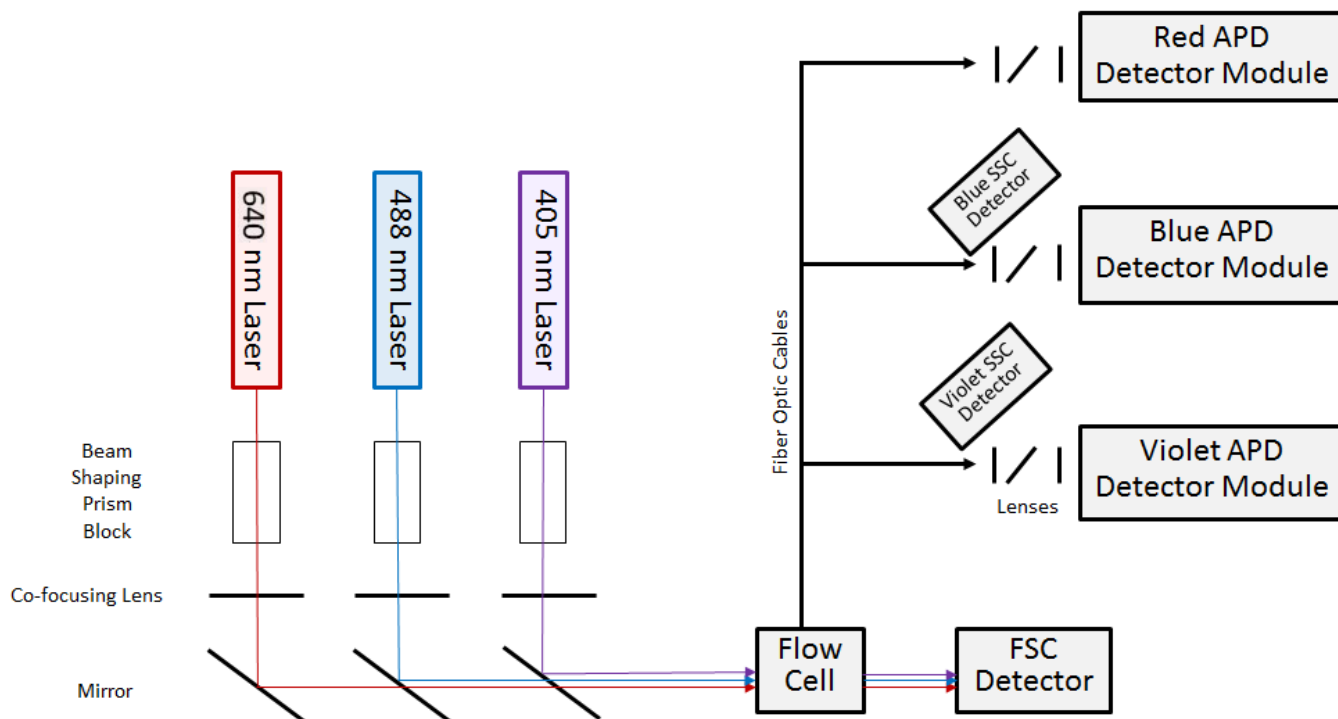 Red APD
Detector Module
Blue SSC
Detector
640 nm Laser
488 nm Laser
405 nm Laser
Blue APD
Detector Module
Fiber Optic Cables
Violet SSC
Detector
Beam
Shaping
Prism
Block
Violet APD
Detector Module
Lenses
Co-focusing Lens
Mirror
Flow
Cell
FSC
Detector